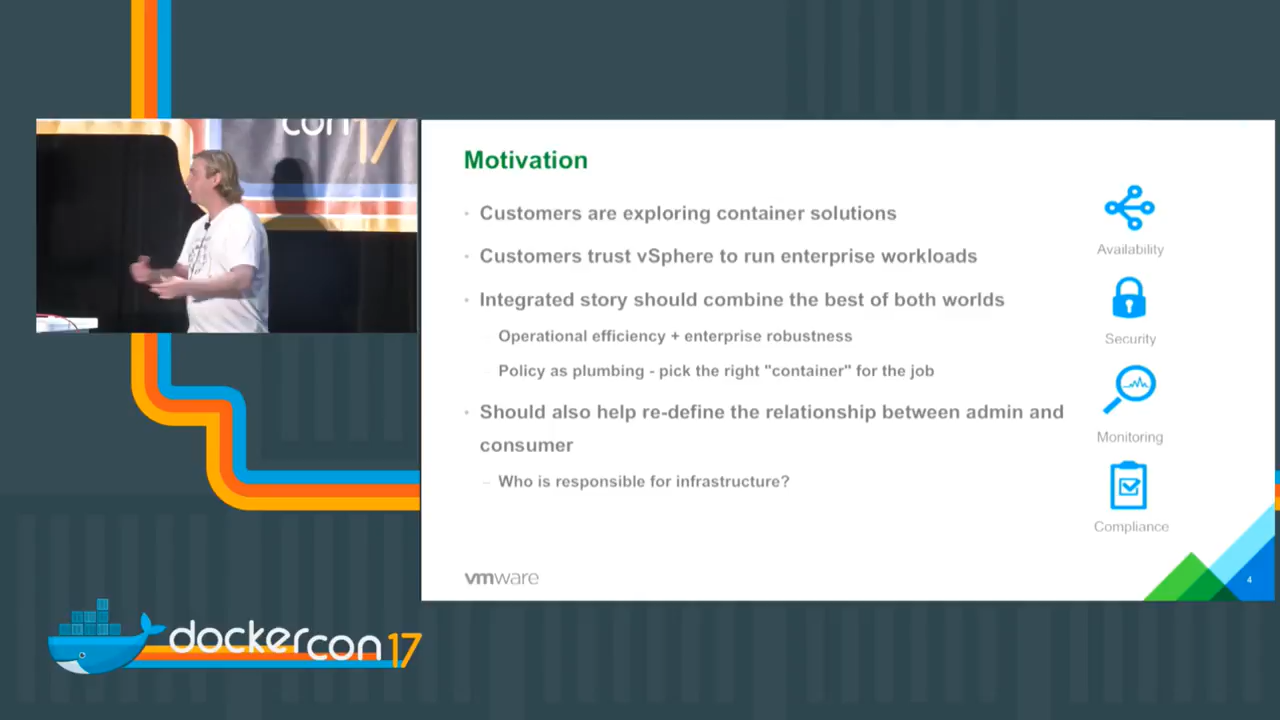 con17
Motivation
Customers are exploring container solutions
Customers trust vSphere to run enterprise workloads
Integrated story should combine the best of both worlds
Operational efficiency + enterprise robustness
Policy as plumbing - pick the right "container" for the job
Should also help re-define the relationship between admin and
consumer
– Who is responsible for infrastructure?
Availability
Security
Monitoring
Compliance
vmware
4
dockercon 17